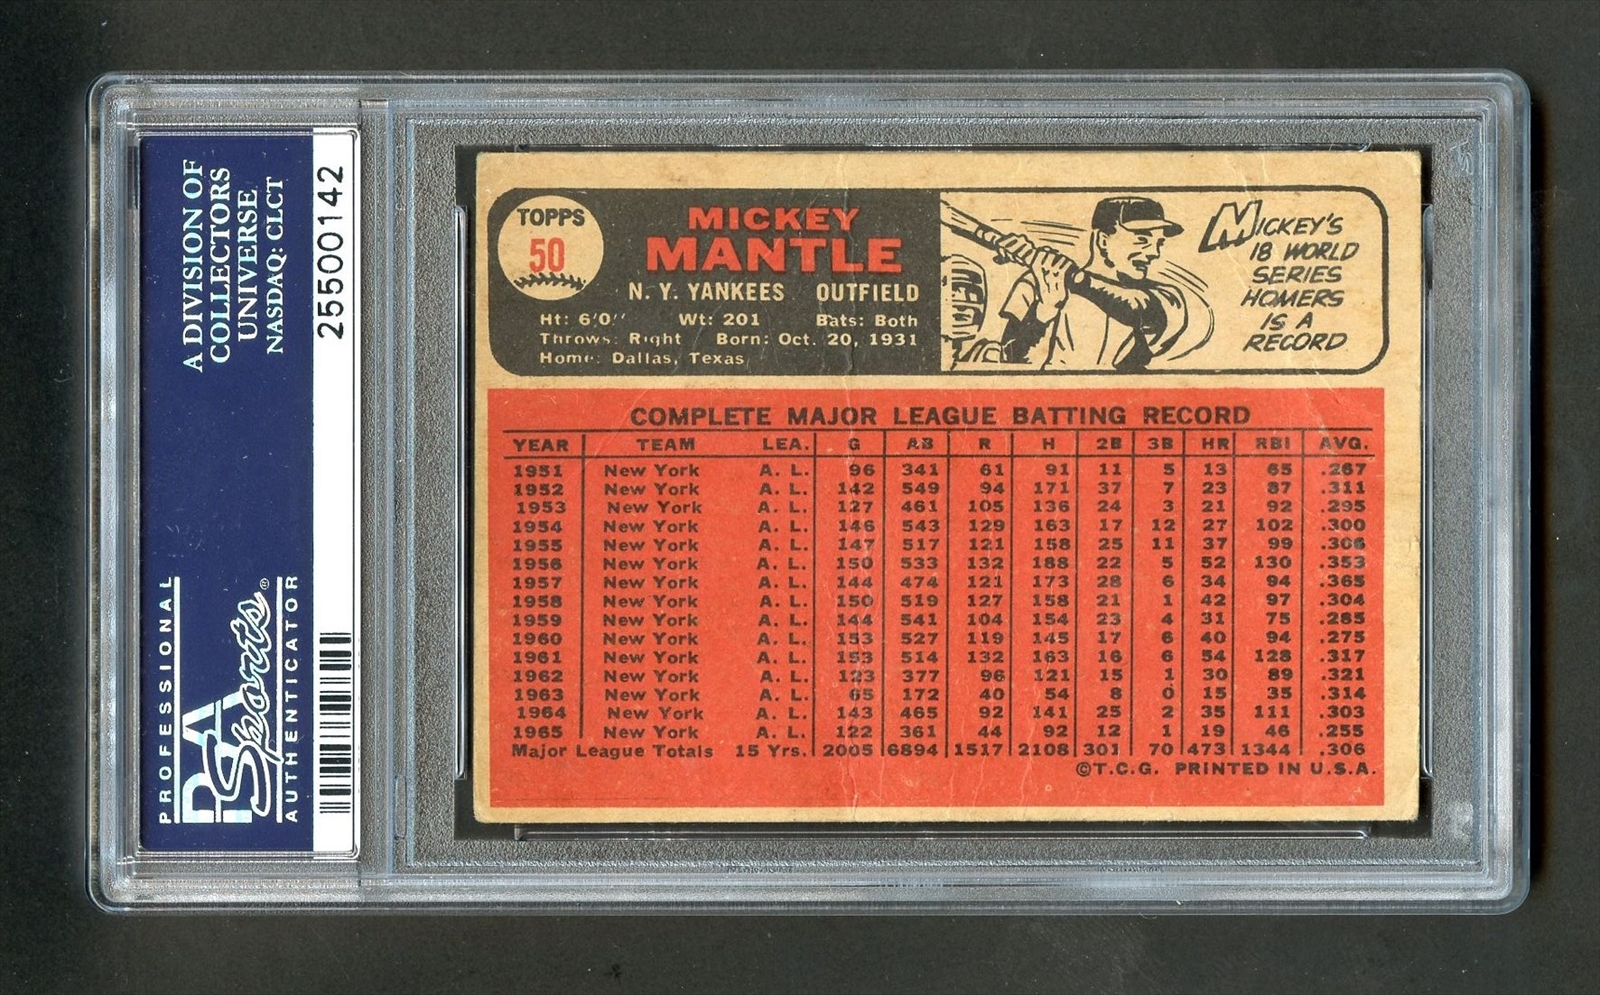 A DIVISION OF
COLLECTORS
UNIVERSE
NASDAQ: CLCT
25500142
PROFESSIONAL
PSA
Sports®
AUTHENTICATOR
TOPPS
50
MICKEY
MANTLE
N. Y. YANKEES OUTFIELD
Ht: 6'0" Wt: 201 Bats: Both
Throws: Right Born: Oct. 20, 1931
Home: Dallas, Texas
MICKEY'S
18 WORLD
SERIES
HOMERS
IS A
RECORD
COMPLETE MAJOR LEAGUE BATTING RECORD
YEAR TEAM LEA. G AB R H 2B 3B HR RBI AVG.
1951 New York A. L. 96 341 61 91 11 5 13 65 .267
1952 New York A. L. 142 549 94 171 37 7 23 87 .311
1953 New York A. L. 127 461 105 136 24 3 21 92 .295
1954 New York A. L. 146 543 129 163 17 12 27 102 .300
1955 New York A. L. 147 517 121 158 25 11 37 99 .306
1956 New York A. L. 150 533 132 188 22 5 52 130 .353
1957 New York A. L. 144 474 121 173 28 6 34 94 .365
1958 New York A. L. 150 519 127 158 21 1 42 97 .304
1959 New York A. L. 144 541 104 154 23 4 31 75 .285
1960 New York A. L. 153 527 119 145 17 6 40 94 .275
1961 New York A. L. 153 514 132 163 16 6 54 128 .317
1962 New York A. L. 123 377 96 121 15 1 30 89 .321
1963 New York A. L. 65 172 40 54 8 0 15 35 .314
1964 New York A. L. 143 465 92 141 25 2 35 111 .303
1965 New York A. L. 122 361 44 92 12 1 19 46 .255
Major League Totals 15 Yrs. 2005 6894 1517 2108 301 70 473 1344 .306
©T.C.G. PRINTED IN U.S.A.